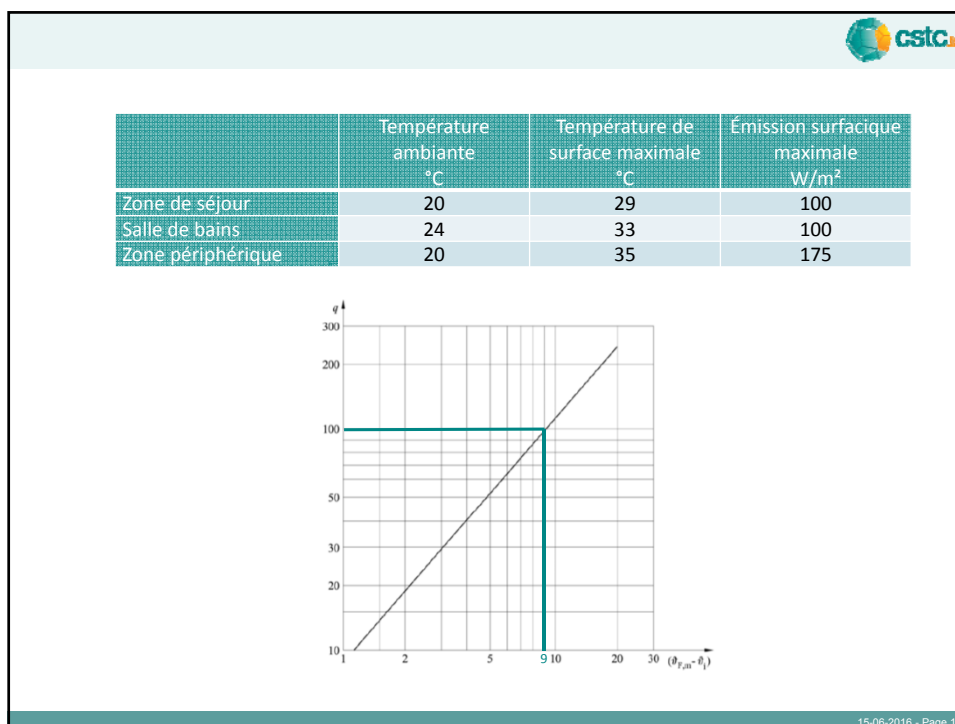 cstc.
Température ambiante °C
Température de surface maximale °C
Émission surfacique maximale W/m²
Zone de séjour 20 29 100
Salle de bains 24 33 100
Zone périphérique 20 35 175
q
300
200
100
50
30
20
10
1 2 5 9 10 20 30 (θF,m - θi)
15-06-2016 - Page 1